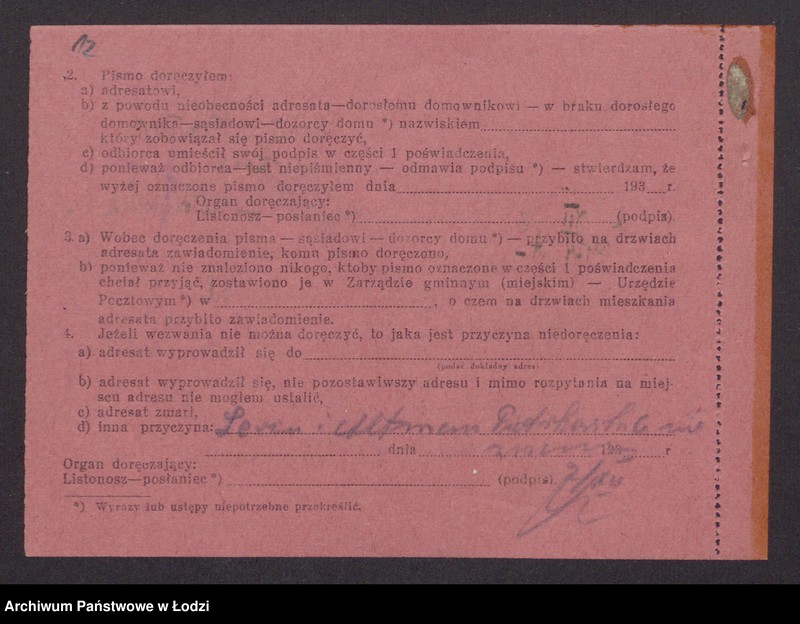 12
2. Pismo doręczyłem:
a) adresatowi,
b) z powodu nieobecności adresata—dorosłemu domownikowi — w braku dorosłego
domownika—sąsiadowi—dozorcy domu *) nazwiskiem
który zobowiązał się pismo doręczyć,
c) odbiorca umieścił swój podpis w części 1 poświadczenia,
d) ponieważ odbiorca—jest niepiśmienny — odmawia podpisu *) — stwierdzam, że
wyżej oznaczone pismo doręczyłem dnia 193 r.
Organ doręczający:
Listonosz—posłaniec *) (podpis).
3. a) Wobec doręczenia pisma — sąsiadowi — dozorcy domu *) — przybito na drzwiach
adresata zawiadomienie, komu pismo doręczono,
b) ponieważ nie znaleziono nikogo, ktoby pismo oznaczone w części 1 poświadczenia
chciał przyjąć, zostawiono je w Zarządzie gminnym (miejskim) — Urzędzie
Pocztowym *) w , o czem na drzwiach mieszkania
adresata przybito zawiadomienie.
4. Jeżeli wezwania nie można doręczyć, to jaka jest przyczyna niedoręczenia:
a) adresat wyprowadził się do
(podać dokładny adres)
b) adresat wyprowadził się, nie pozostawiwszy adresu i mimo rozpytania na miej-
scu adresu nie mogłem ustalić,
c) adresat zmarł,
d) inna przyczyna: i nie
dnia 193 r
Organ doręczający:
Listonosz—posłaniec *) (podpis).
*) Wyrazy lub ustępy niepotrzebne przekreślić.
Archiwum Państwowe w Łodzi